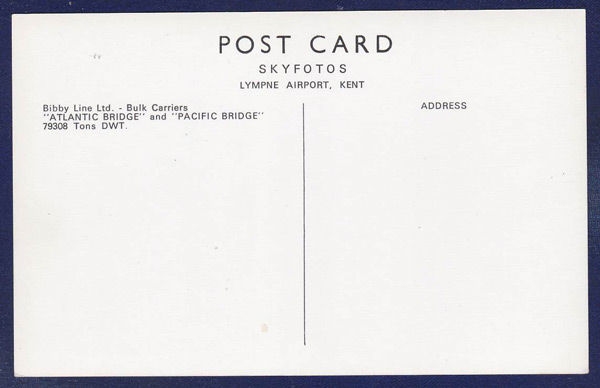 POST CARD
SKYFOTOS
LYMPNE AIRPORT, KENT
Bibby Line Ltd. - Bulk Carriers
"ATLANTIC BRIDGE" and "PACIFIC BRIDGE"
79308 Tons DWT.
ADDRESS